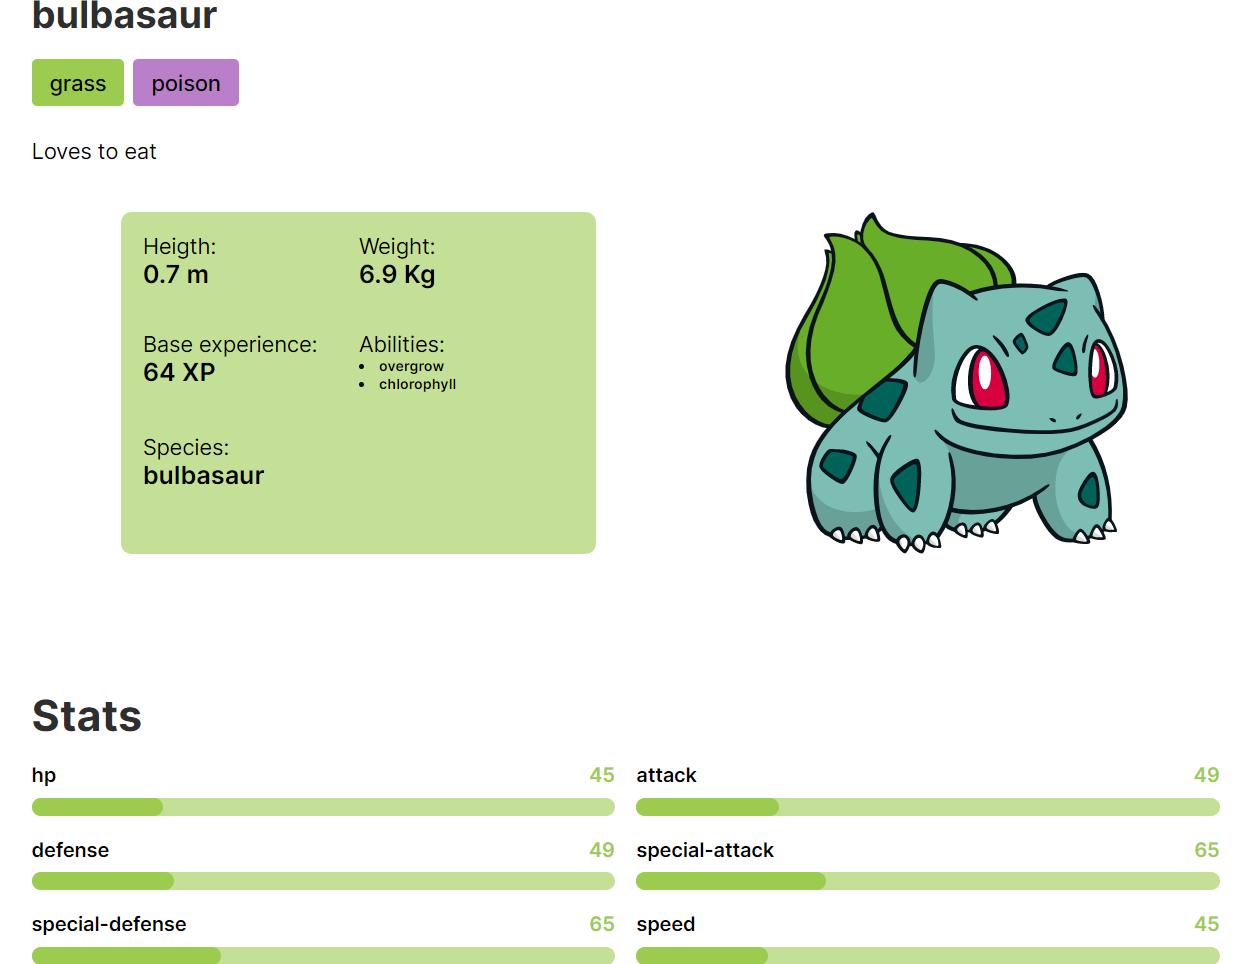 bulbasaur
grass poison
Loves to eat
Heigth: Weight:
0.7 m 6.9 Kg
Base experience: Abilities:
64 XP
overgrow
chlorophyll
Species:
bulbasaur
Stats
hp 45 attack 49
defense 49 special-attack 65
special-defense 65 speed 45